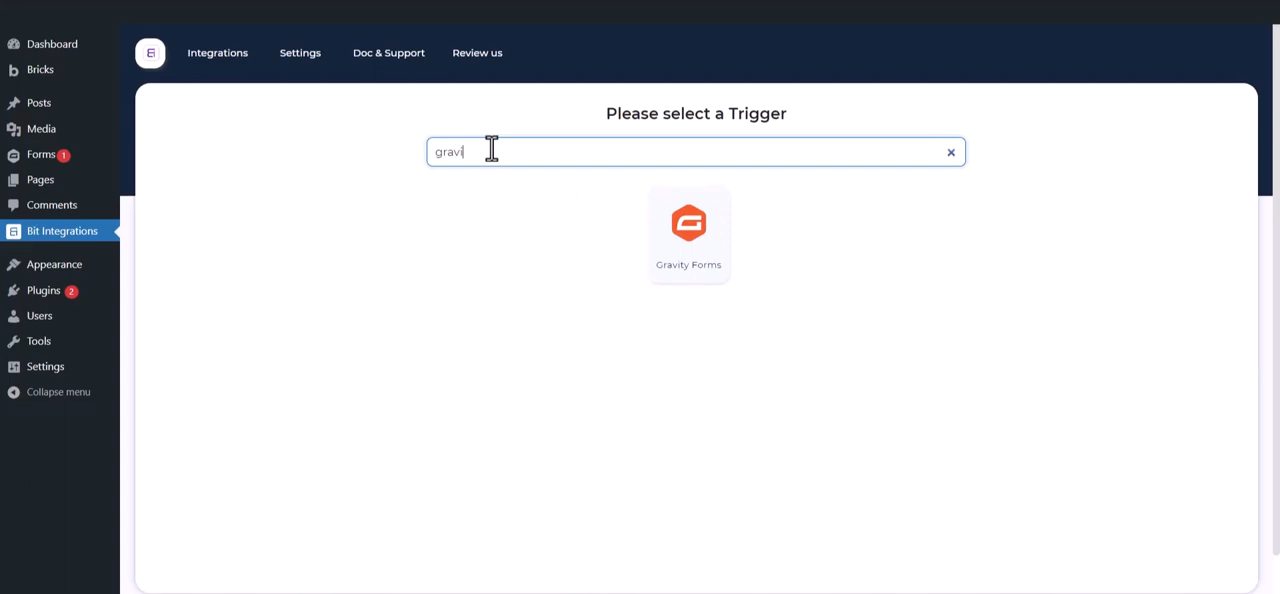 Dashboard
Bricks
Posts
Media
Forms 1
Pages
Comments
Bit Integrations
Appearance
Plugins 2
Users
Tools
Settings
Collapse menu
Integrations Settings Doc & Support Review us
Please select a Trigger
gravi
Gravity Forms